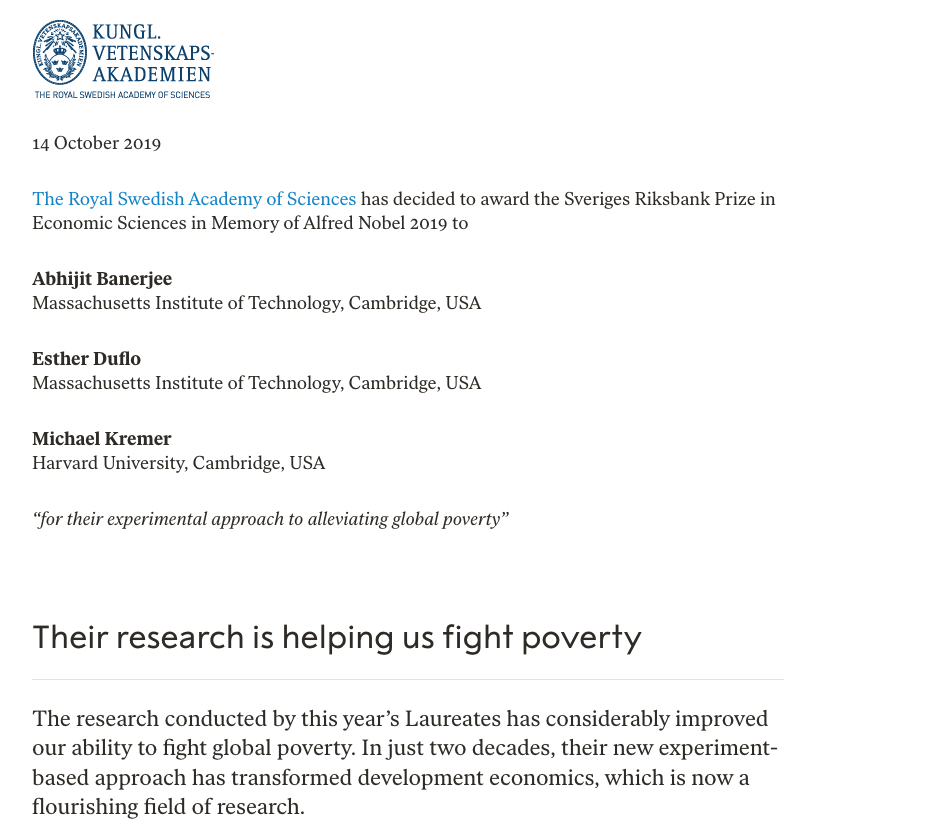 KUNGL.
VETENSKAPS-
AKADEMIEN
THE ROYAL SWEDISH ACADEMY OF SCIENCES
14 October 2019
The Royal Swedish Academy of Sciences has decided to award the Sveriges Riksbank Prize in
Economic Sciences in Memory of Alfred Nobel 2019 to
Abhijit Banerjee
Massachusetts Institute of Technology, Cambridge, USA
Esther Duflo
Massachusetts Institute of Technology, Cambridge, USA
Michael Kremer
Harvard University, Cambridge, USA
“for their experimental approach to alleviating global poverty”
Their research is helping us fight poverty
The research conducted by this year’s Laureates has considerably improved
our ability to fight global poverty. In just two decades, their new experiment-
based approach has transformed development economics, which is now a
flourishing field of research.